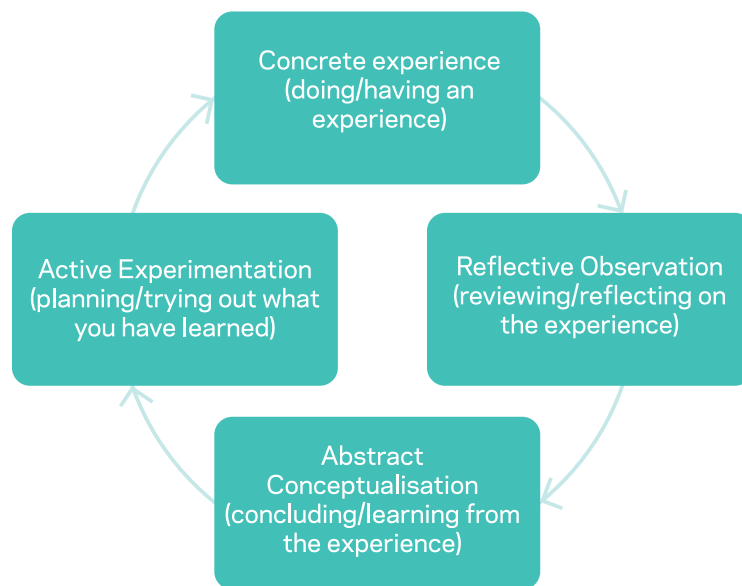 Concrete experience
(doing/having an
experience)
Active Experimentation
(planning/trying out what
you have learned)
Reflective Observation
(reviewing/reflecting on
the experience)
Abstract
Conceptualisation
(concluding/learning from
the experience)